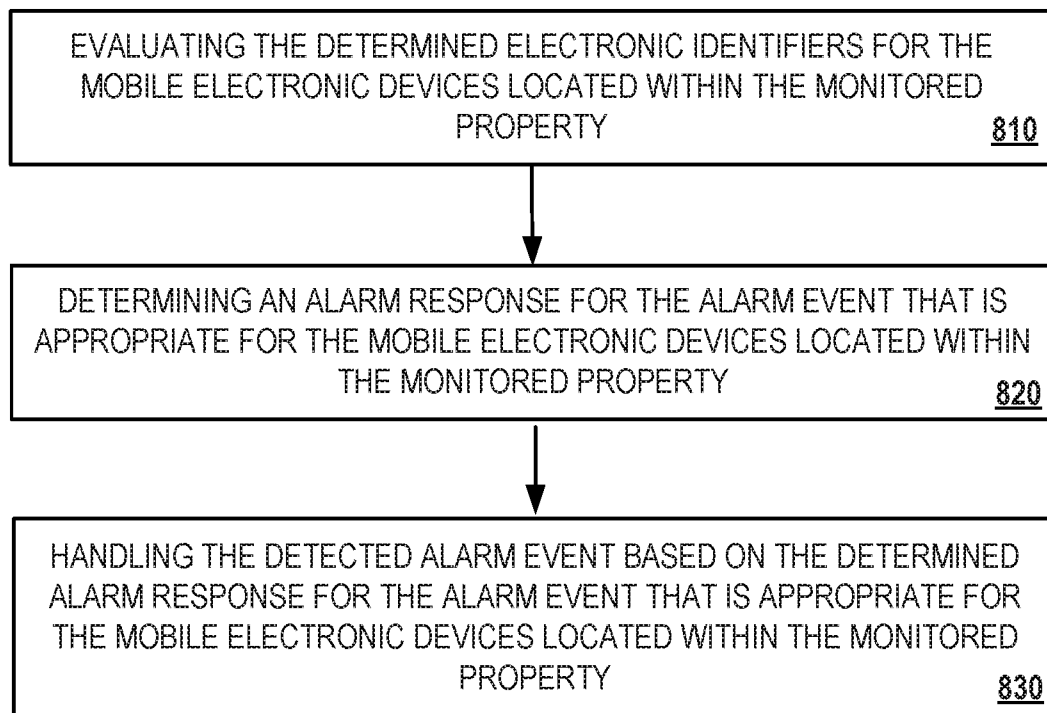 EVALUATING THE DETERMINED ELECTRONIC IDENTIFIERS FOR THE
MOBILE ELECTRONIC DEVICES LOCATED WITHIN THE MONITORED
PROPERTY
810
DETERMINING AN ALARM RESPONSE FOR THE ALARM EVENT THAT IS
APPROPRIATE FOR THE MOBILE ELECTRONIC DEVICES LOCATED WITHIN
THE MONITORED PROPERTY
820
HANDLING THE DETECTED ALARM EVENT BASED ON THE DETERMINED
ALARM RESPONSE FOR THE ALARM EVENT THAT IS APPROPRIATE FOR
THE MOBILE ELECTRONIC DEVICES LOCATED WITHIN THE MONITORED
PROPERTY
830